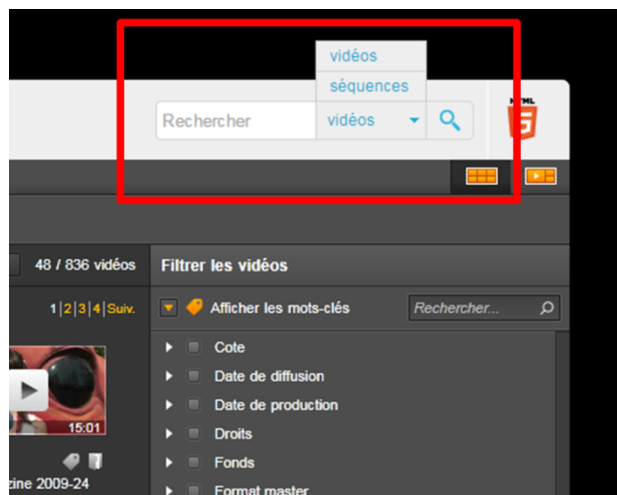 vidéos
séquences
Rechercher
vidéos
HTML
5
48 / 836 vidéos
Filtrer les vidéos
1|2|3|4|Suiv.
Afficher les mots-clés
Rechercher...
Cote
Date de diffusion
Date de production
15:01
Droits
Fonds
zine 2009-24
Format master